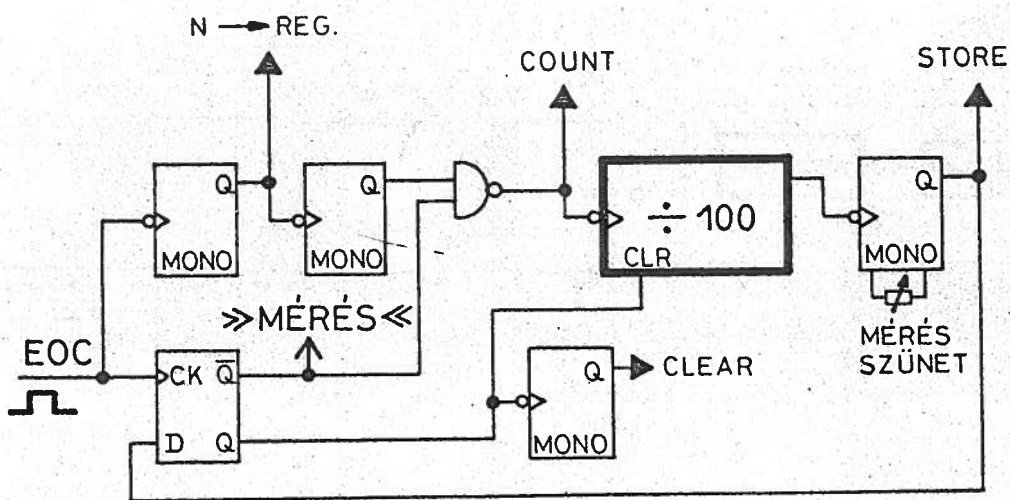 N → REG.
COUNT
STORE
Q
MONO
Q
MONO
÷ 100
CLR
Q
MONO
MÉRÉS
SZÜNET
»MÉRÉS«
EOC
CK Q̅
D Q
Q
MONO
CLEAR